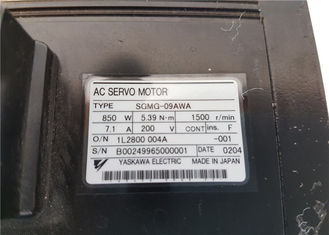 AC SERVO MOTOR
TYPE SGMG-09AWA
850 W 5.39 N·m 1500 r/min
7.1 A 200 V CONT ins. F
O/N 1L2800 004A -001
S/N B00249965000001 DATE 0204
YASKAWA ELECTRIC MADE IN JAPAN